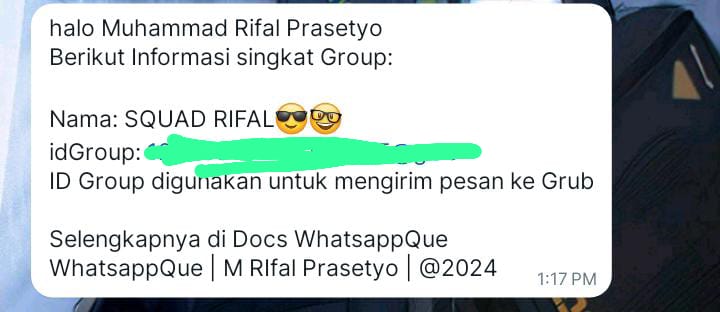 halo Muhammad Rifal Prasetyo
Berikut Informasi singkat Group:
Nama: SQUAD RIFAL😎🤓
idGroup:
ID Group digunakan untuk mengirim pesan ke Grub
Selengkapnya di Docs WhatsappQue
WhatsappQue | M RIfal Prasetyo | @2024
1:17 PM